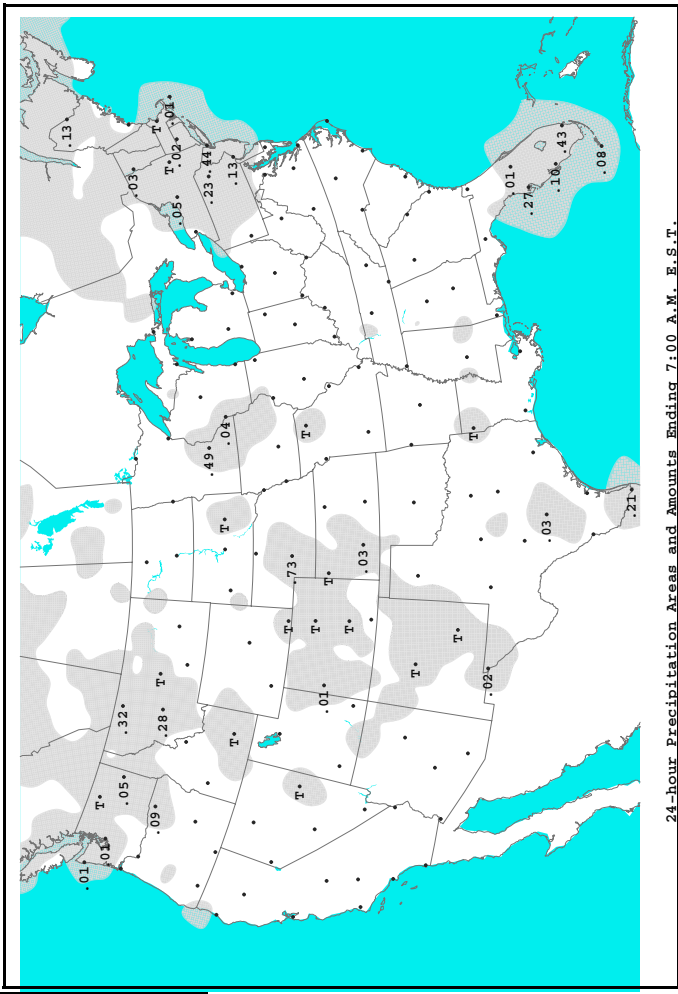 .13
.01
T
.01
.32
.05
.03
.09
T
T
.28
.01
T
.02
.05
.44
.49
.23
T
.04
.13
T
T
.73
T
T
T
.01
T
T
.03
T
T
T
.02
.01
.27
.03
.10
.43
.08
.21
24-hour Precipitation Areas and Amounts Ending 7:00 A.M. E.S.T.